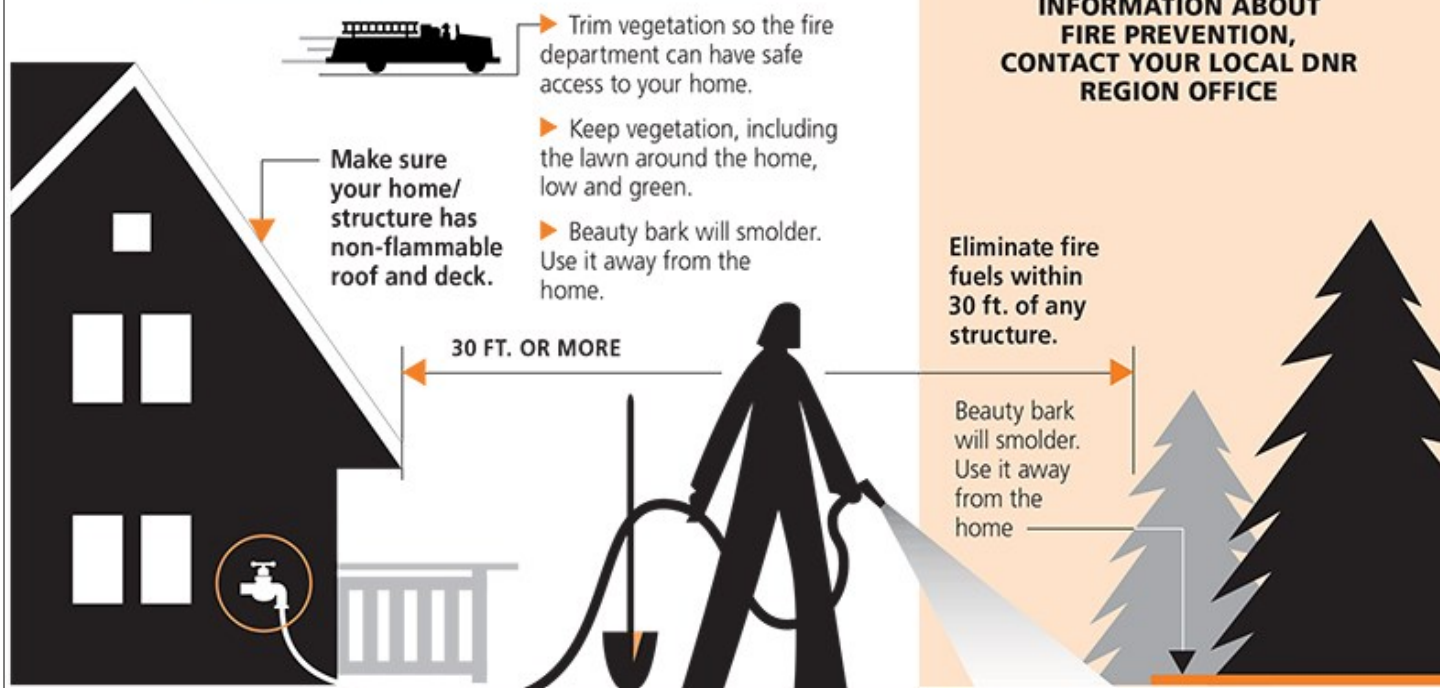 ▶ Trim vegetation so the fire
department can have safe
access to your home.
▶ Keep vegetation, including
the lawn around the home,
low and green.
▶ Beauty bark will smolder.
Use it away from the
home.
Make sure
your home/
structure has
non-flammable
roof and deck.
30 FT. OR MORE
INFORMATION ABOUT
FIRE PREVENTION,
CONTACT YOUR LOCAL DNR
REGION OFFICE
Eliminate fire
fuels within
30 ft. of any
structure.
Beauty bark
will smolder.
Use it away
from the
home